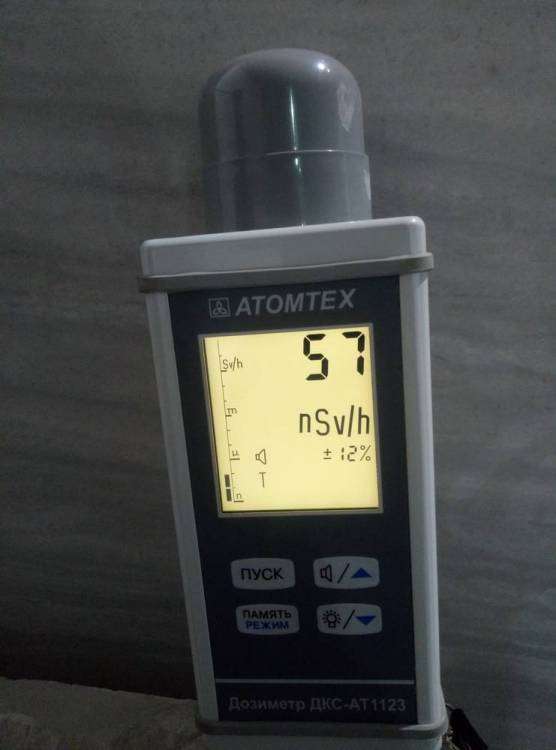 ATOMTEX
57
Sv/h
nSv/h
m
±12%
μ
T
n
ПУСК
ПАМЯТЬ
РЕЖИМ
Дозиметр ДКС-АТ1123